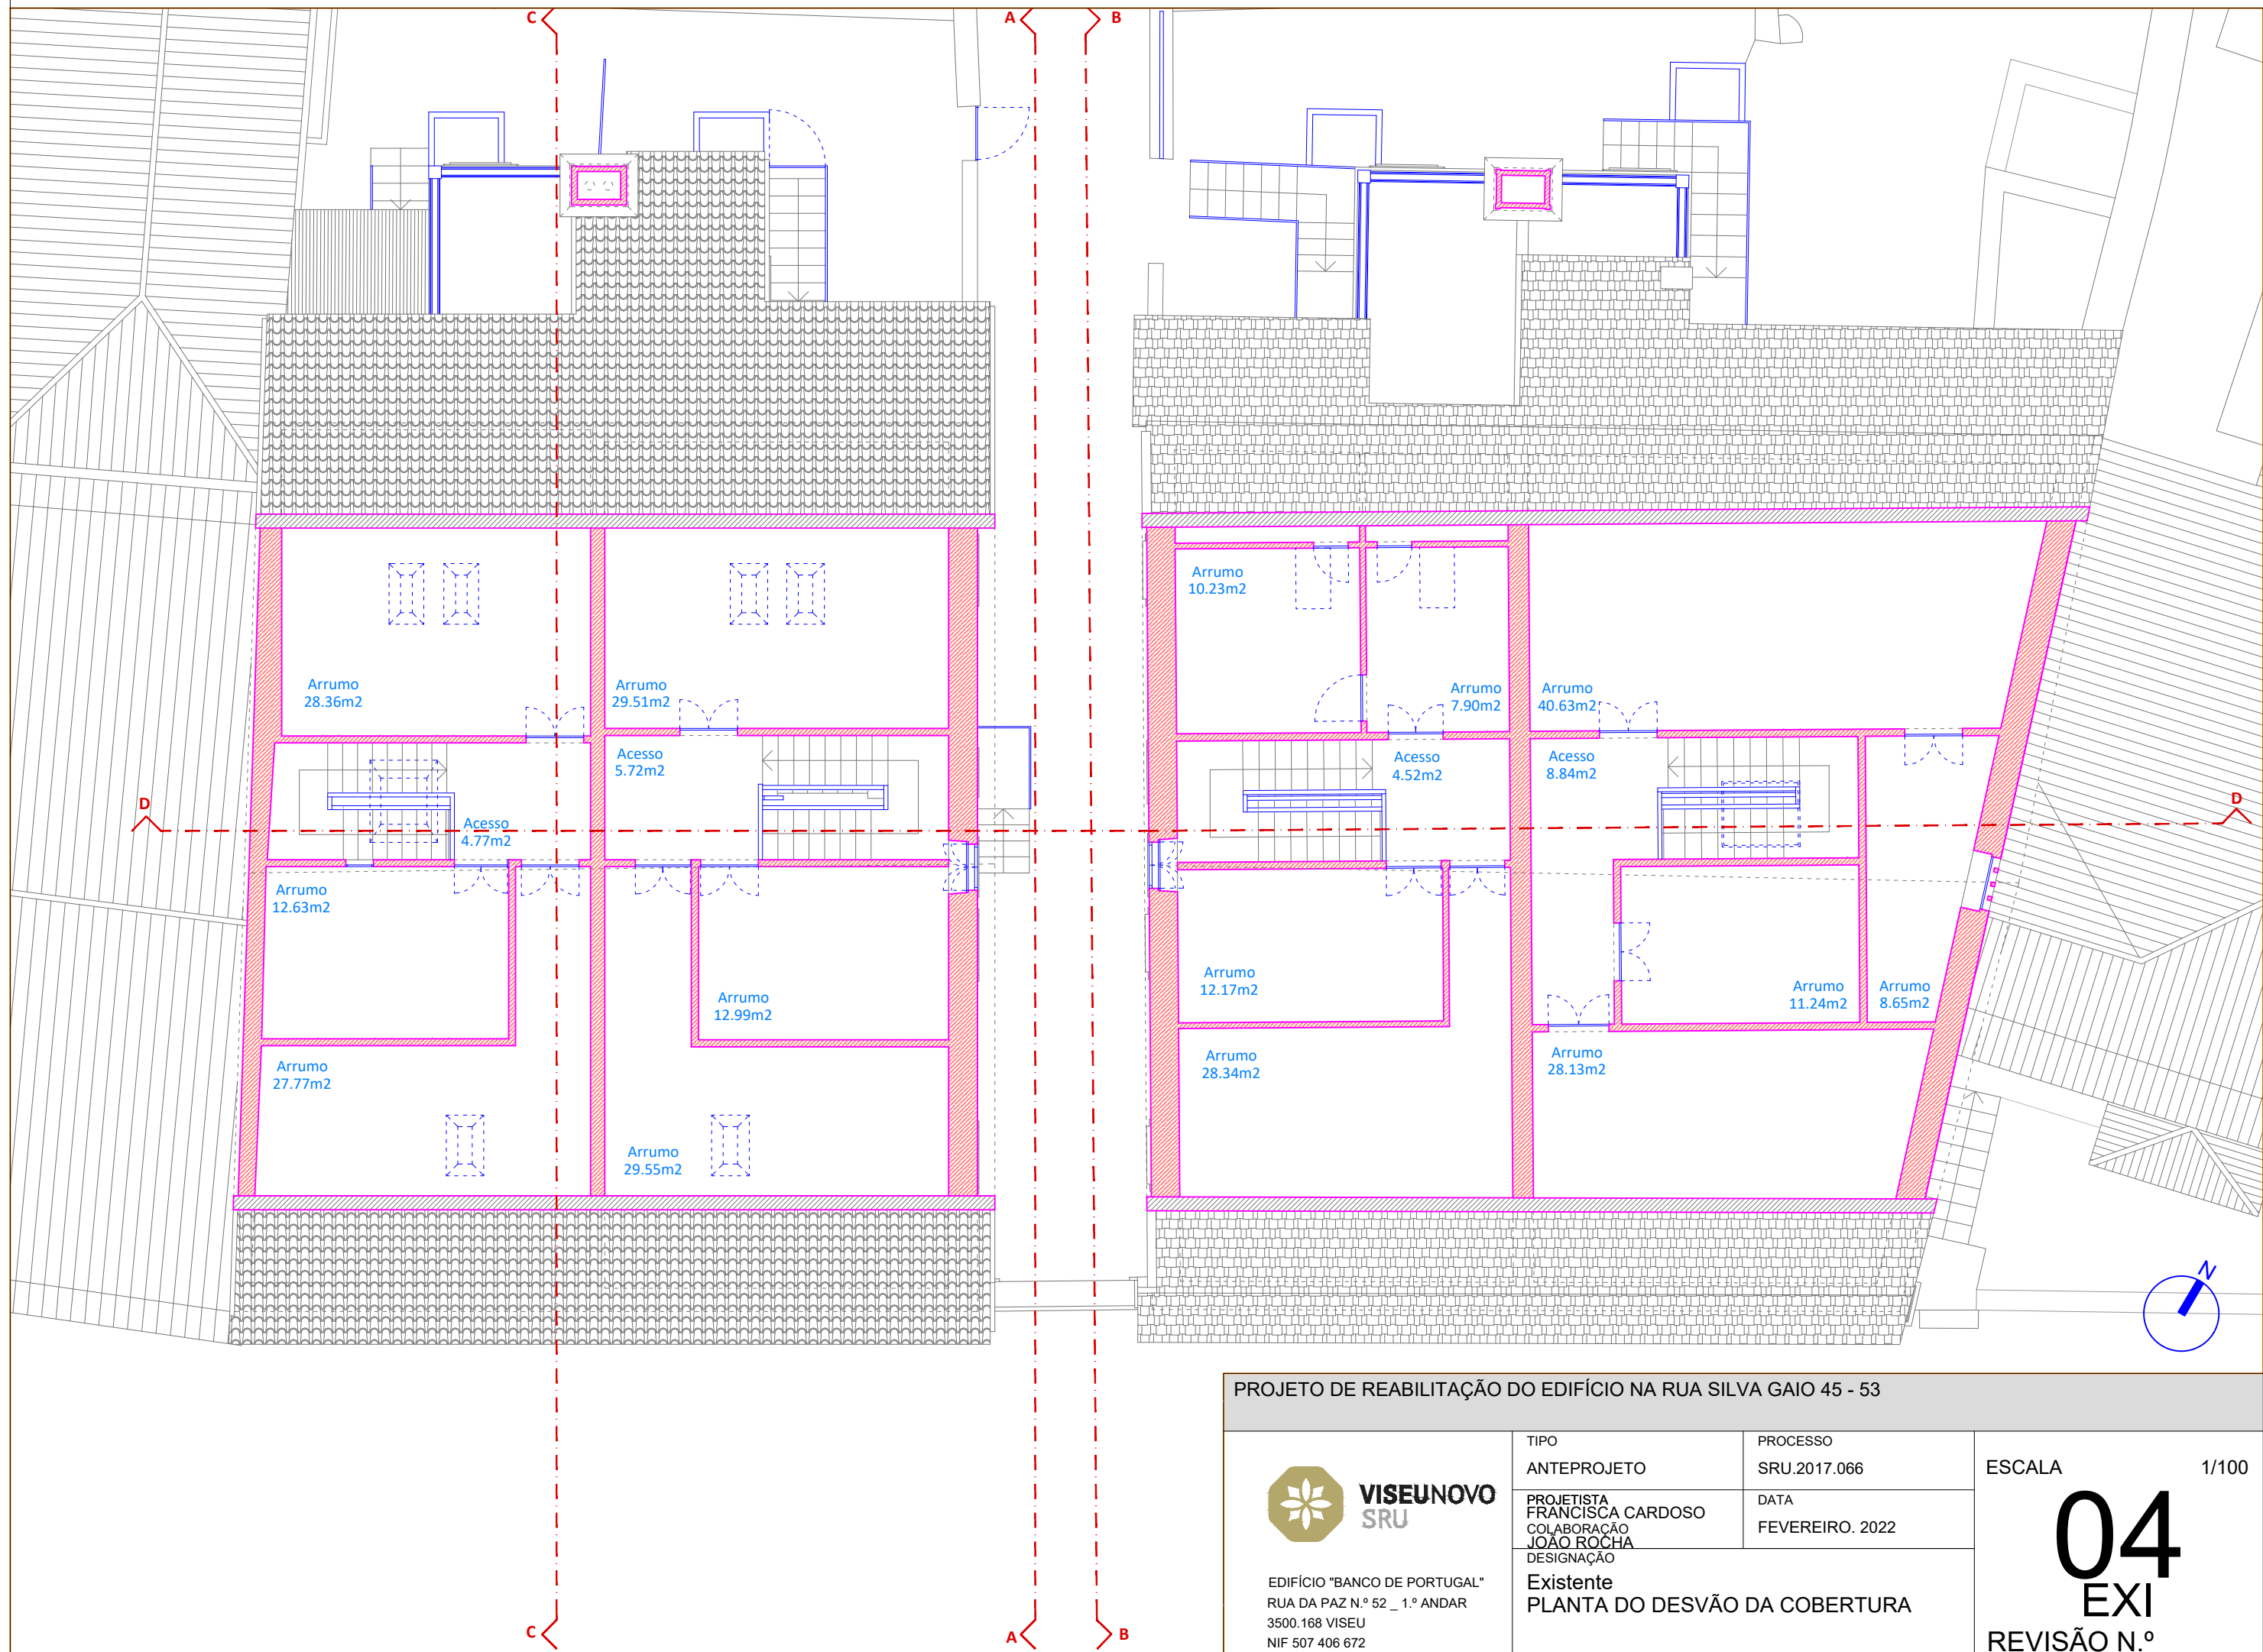 C
A
B
Arrumo
10.23m2
Arrumo
28.36m2
Arrumo
29.51m2
Arrumo
7.90m2
Arrumo
40.63m2
Acesso
5.72m2
Acesso
4.52m2
Acesso
8.84m2
D
D
Acesso
4.77m2
Arrumo
12.63m2
Arrumo
12.99m2
Arrumo
12.17m2
Arrumo
11.24m2
Arrumo
8.65m2
Arrumo
27.77m2
Arrumo
28.34m2
Arrumo
28.13m2
Arrumo
29.55m2
N
C
A
B
PROJETO DE REABILITAÇÃO DO EDIFÍCIO NA RUA SILVA GAIO 45 - 53
VISEUNOVO
SRU
EDIFÍCIO "BANCO DE PORTUGAL"
RUA DA PAZ N.º 52 _ 1.º ANDAR
3500.168 VISEU
NIF 507 406 672
TIPO
ANTEPROJETO
PROCESSO
SRU.2017.066
PROJETISTA
FRANCISCA CARDOSO
COLABORAÇÃO
JOÃO ROCHA
DATA
FEVEREIRO. 2022
DESIGNAÇÃO
Existente
PLANTA DO DESVÃO DA COBERTURA
ESCALA 1/100
04
EXI
REVISÃO N.º